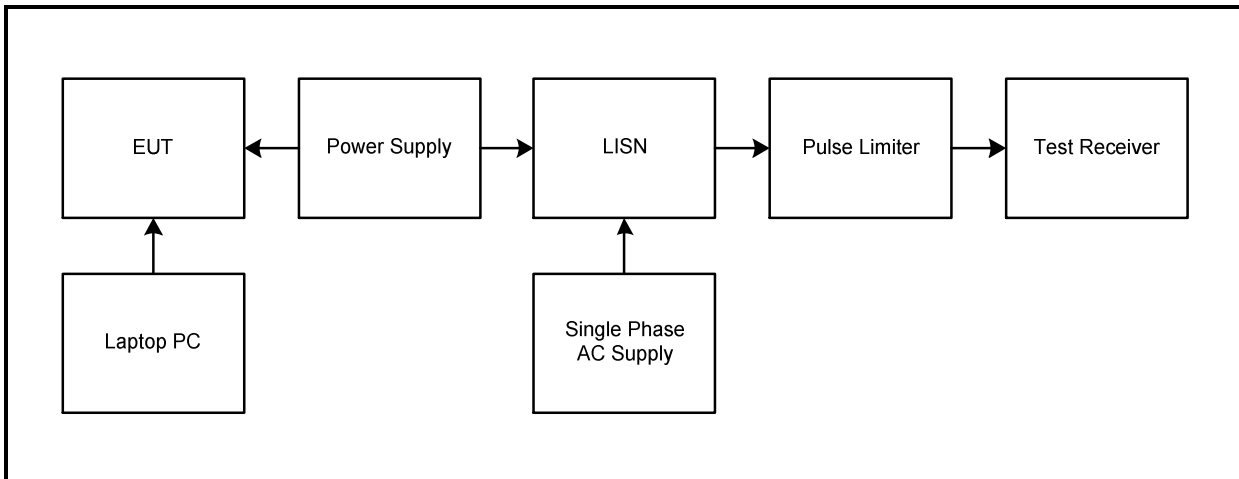 EUT
Power Supply
LISN
Pulse Limiter
Test Receiver
Laptop PC
Single Phase
AC Supply